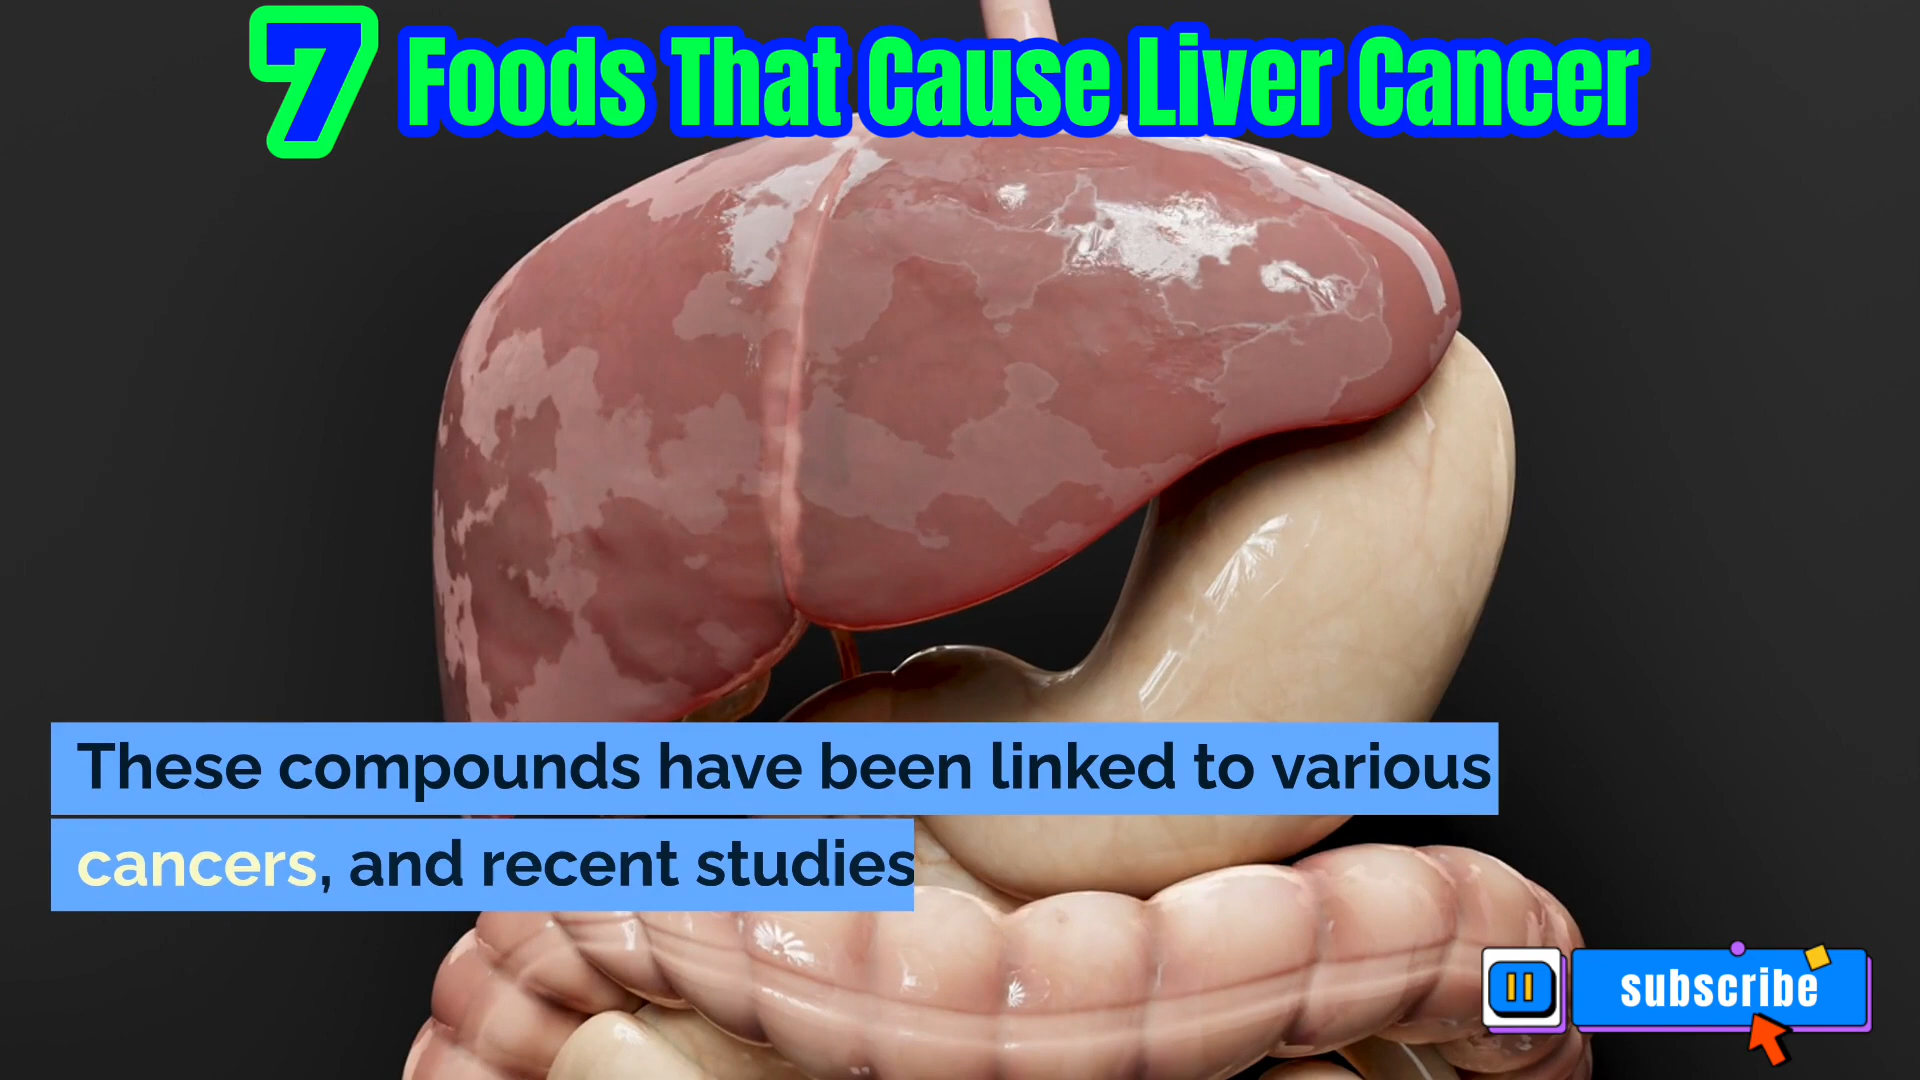 7 Foods That Cause Liver Cancer
These compounds have been linked to various
cancers, and recent studies
subscribe